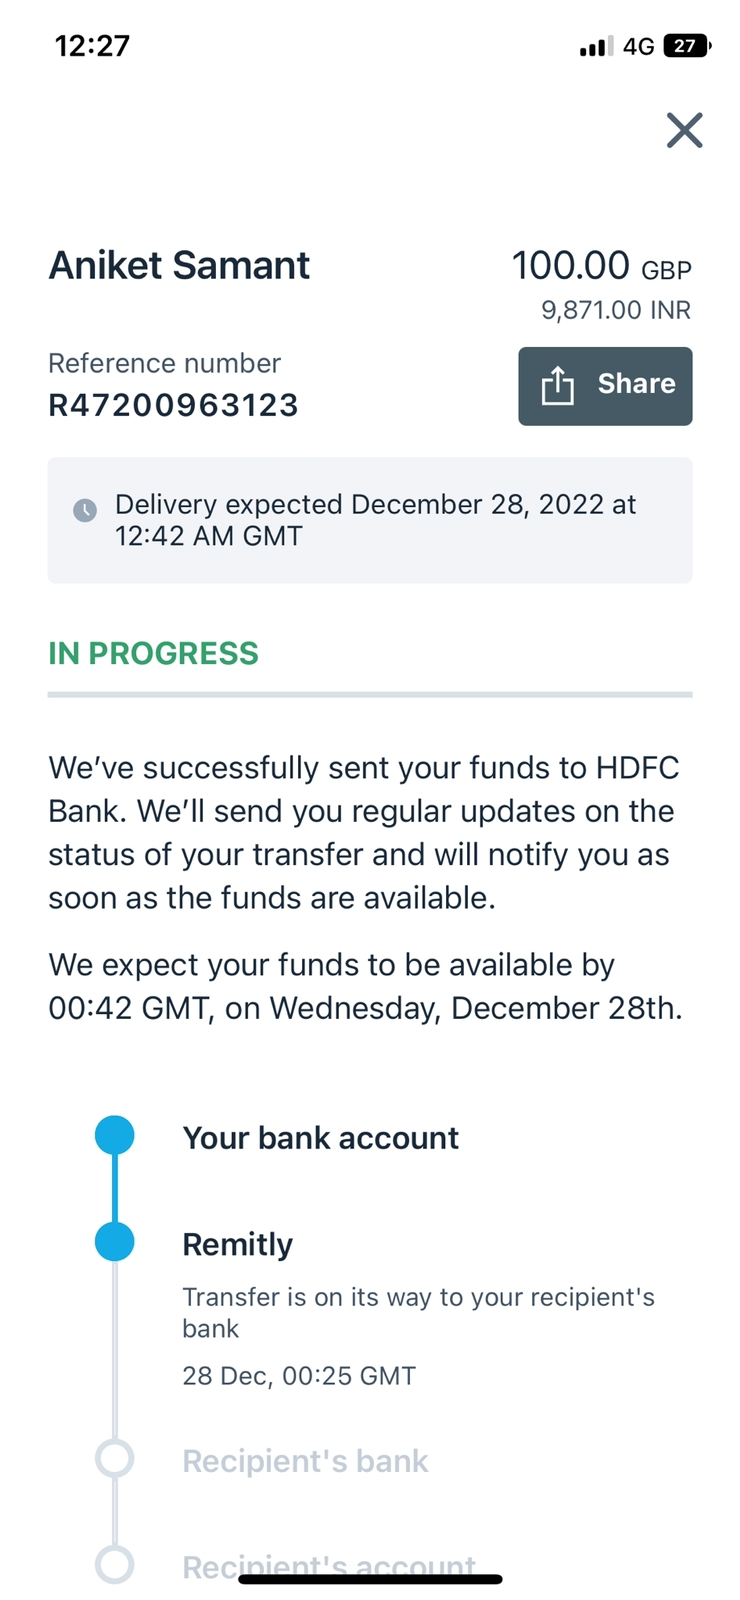 12:27
4G 27
Aniket Samant
100.00 GBP
9,871.00 INR
Reference number
R47200963123
Share
Delivery expected December 28, 2022 at
12:42 AM GMT
IN PROGRESS
We’ve successfully sent your funds to HDFC
Bank. We’ll send you regular updates on the
status of your transfer and will notify you as
soon as the funds are available.
We expect your funds to be available by
00:42 GMT, on Wednesday, December 28th.
Your bank account
Remitly
Transfer is on its way to your recipient's
bank
28 Dec, 00:25 GMT
Recipient's bank
Recipient's account